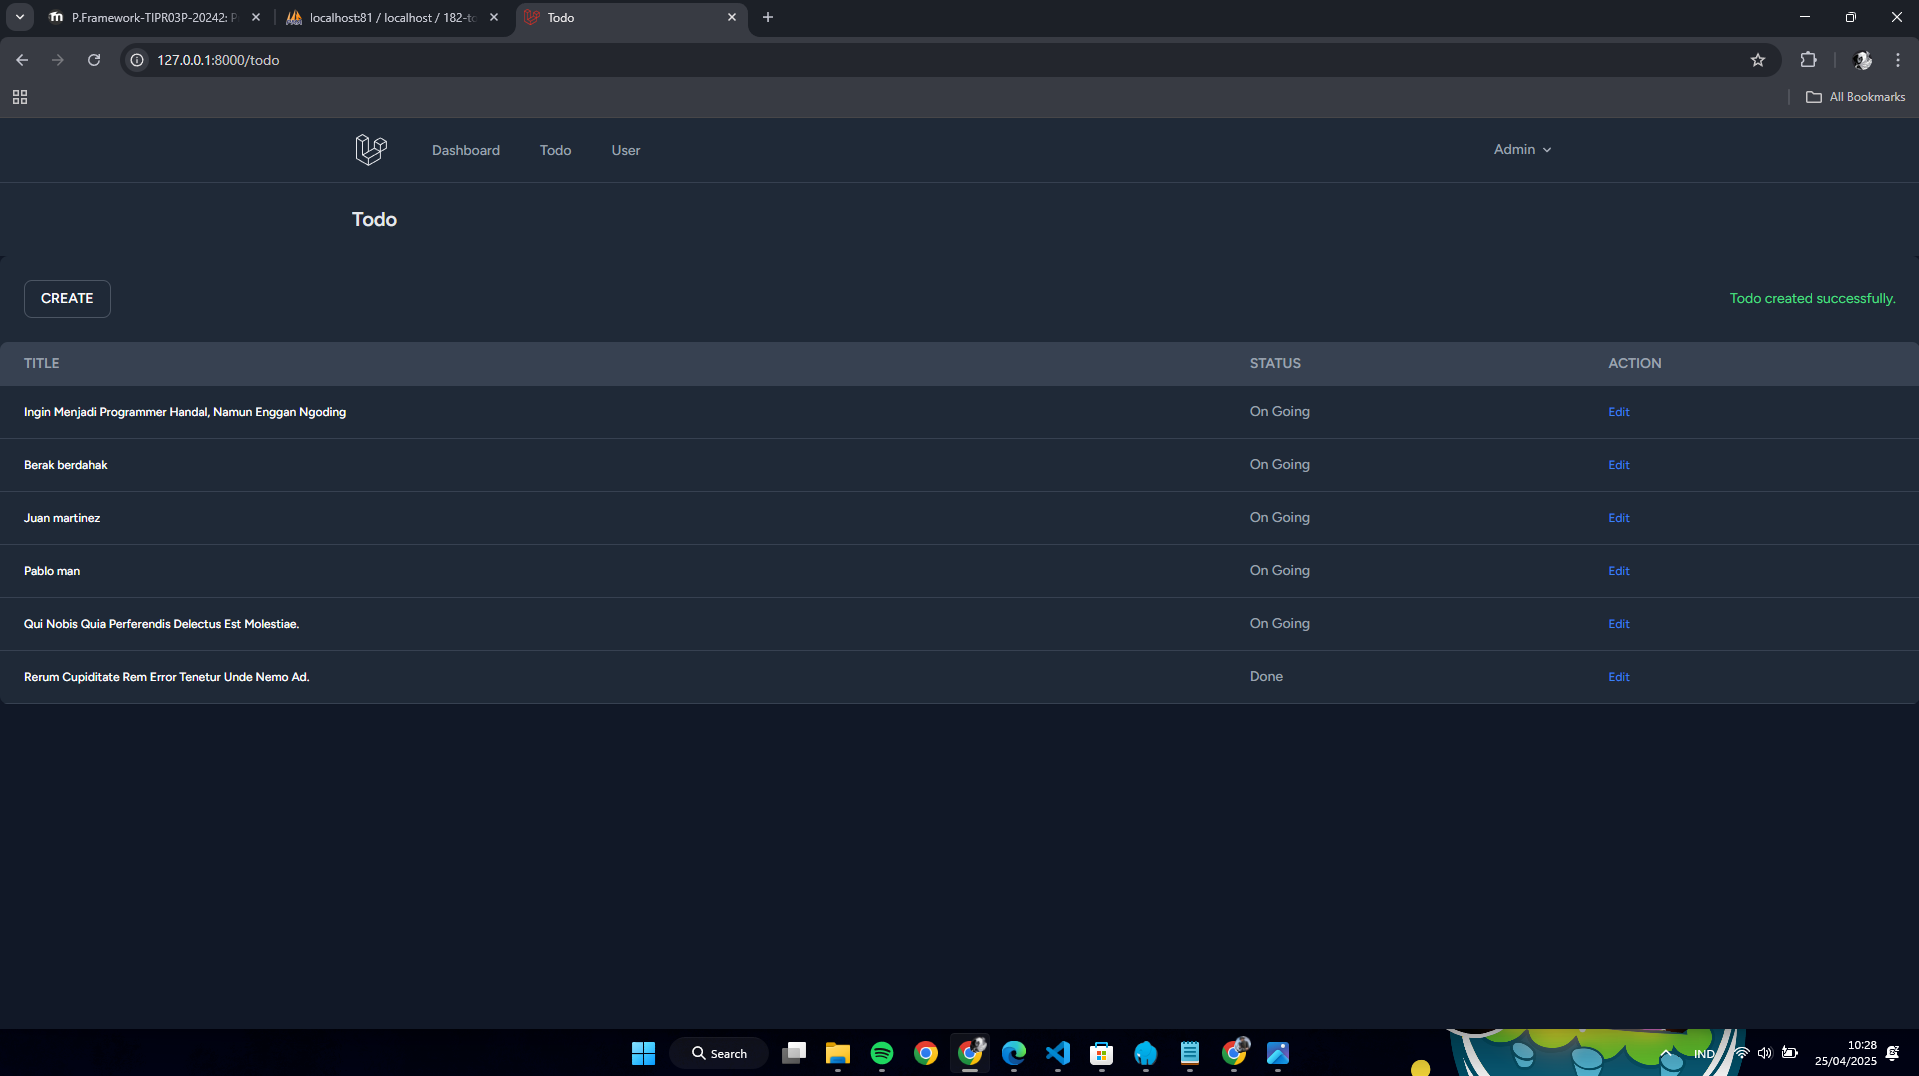 P.Framework-TIPR03P-20242: P
localhost:81 / localhost / 182-to
Todo
127.0.0.1:8000/todo
All Bookmarks
Dashboard
Todo
User
Admin
Todo
CREATE
Todo created successfully.
TITLE STATUS ACTION
Ingin Menjadi Programmer Handal, Namun Enggan Ngoding On Going Edit
Berak berdahak On Going Edit
Juan martinez On Going Edit
Pablo man On Going Edit
Qui Nobis Quia Perferendis Delectus Est Molestiae. On Going Edit
Rerum Cupiditate Rem Error Tenetur Unde Nemo Ad. Done Edit
Search
IND
10:28
25/04/2025